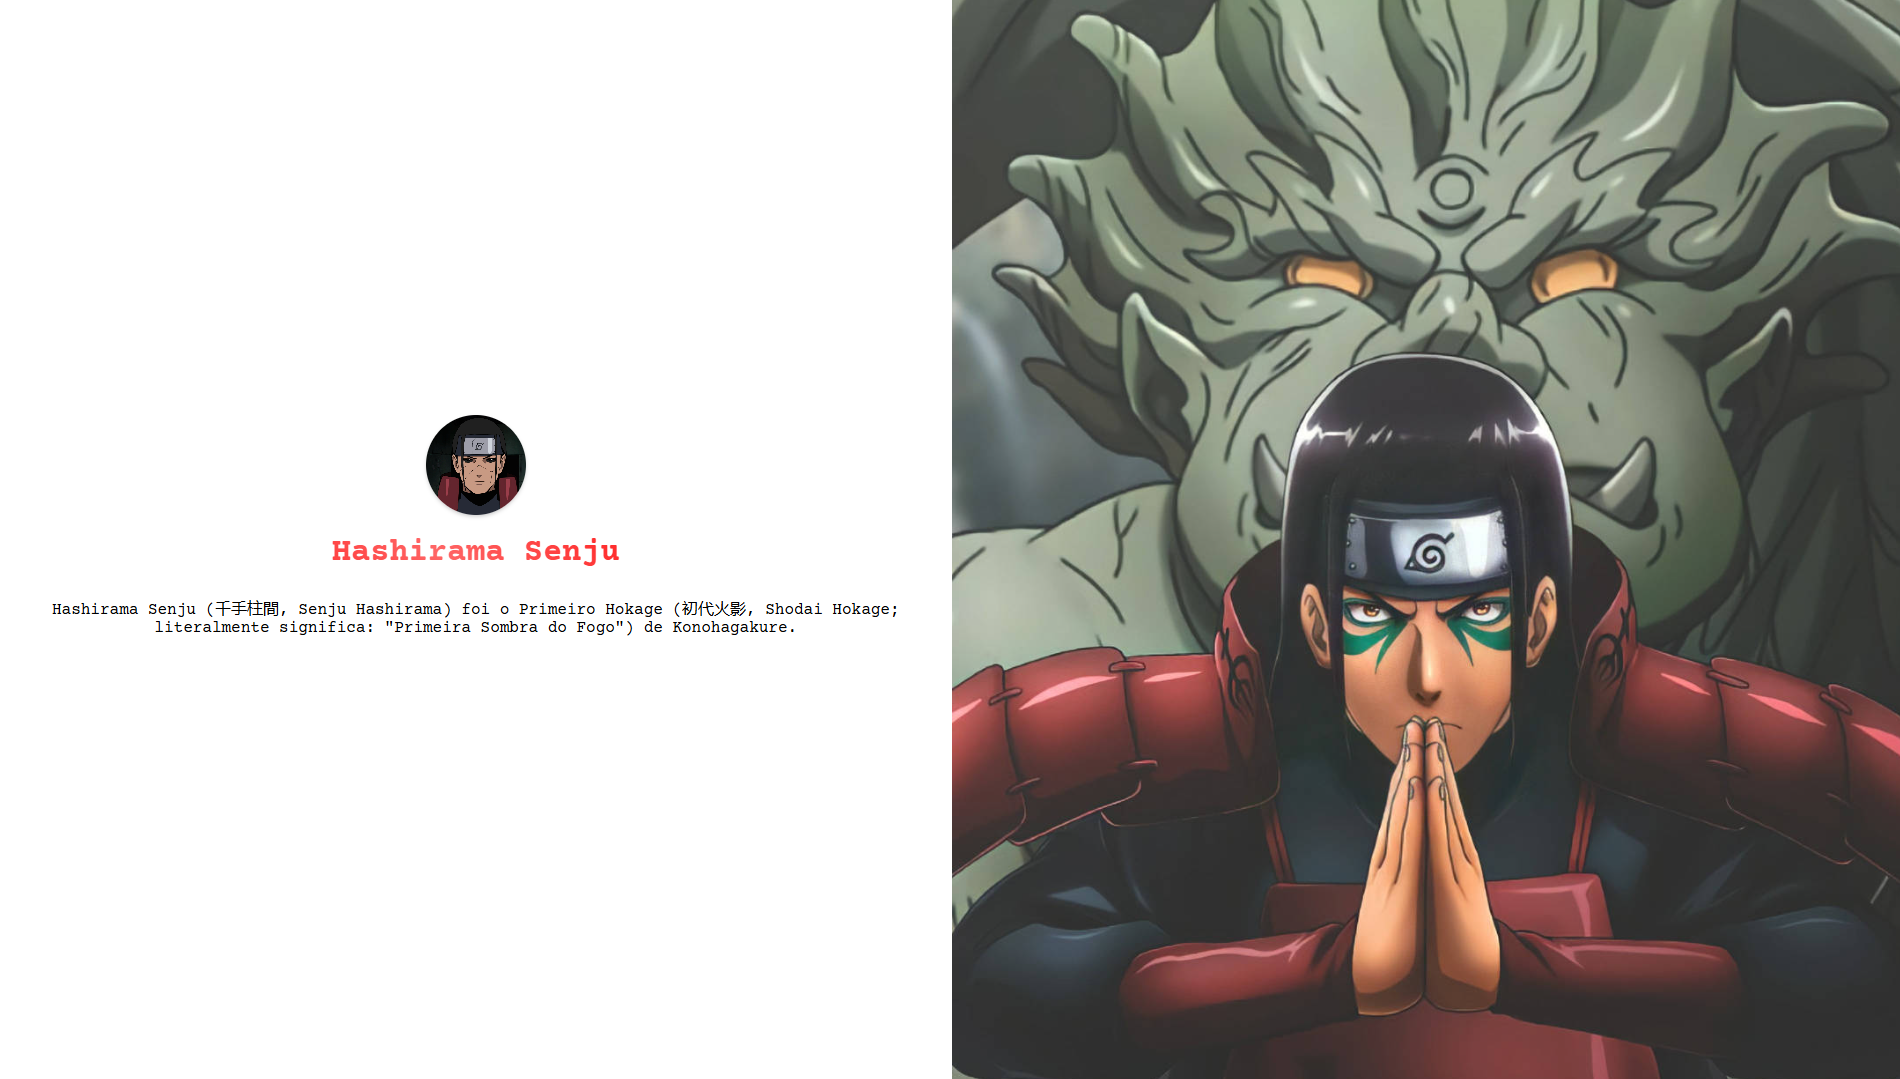 Hashirama Senju
Hashirama Senju (千手柱間, Senju Hashirama) foi o Primeiro Hokage (初代火影, Shodai Hokage;
literalmente significa: "Primeira Sombra do Fogo") de Konohagakure.